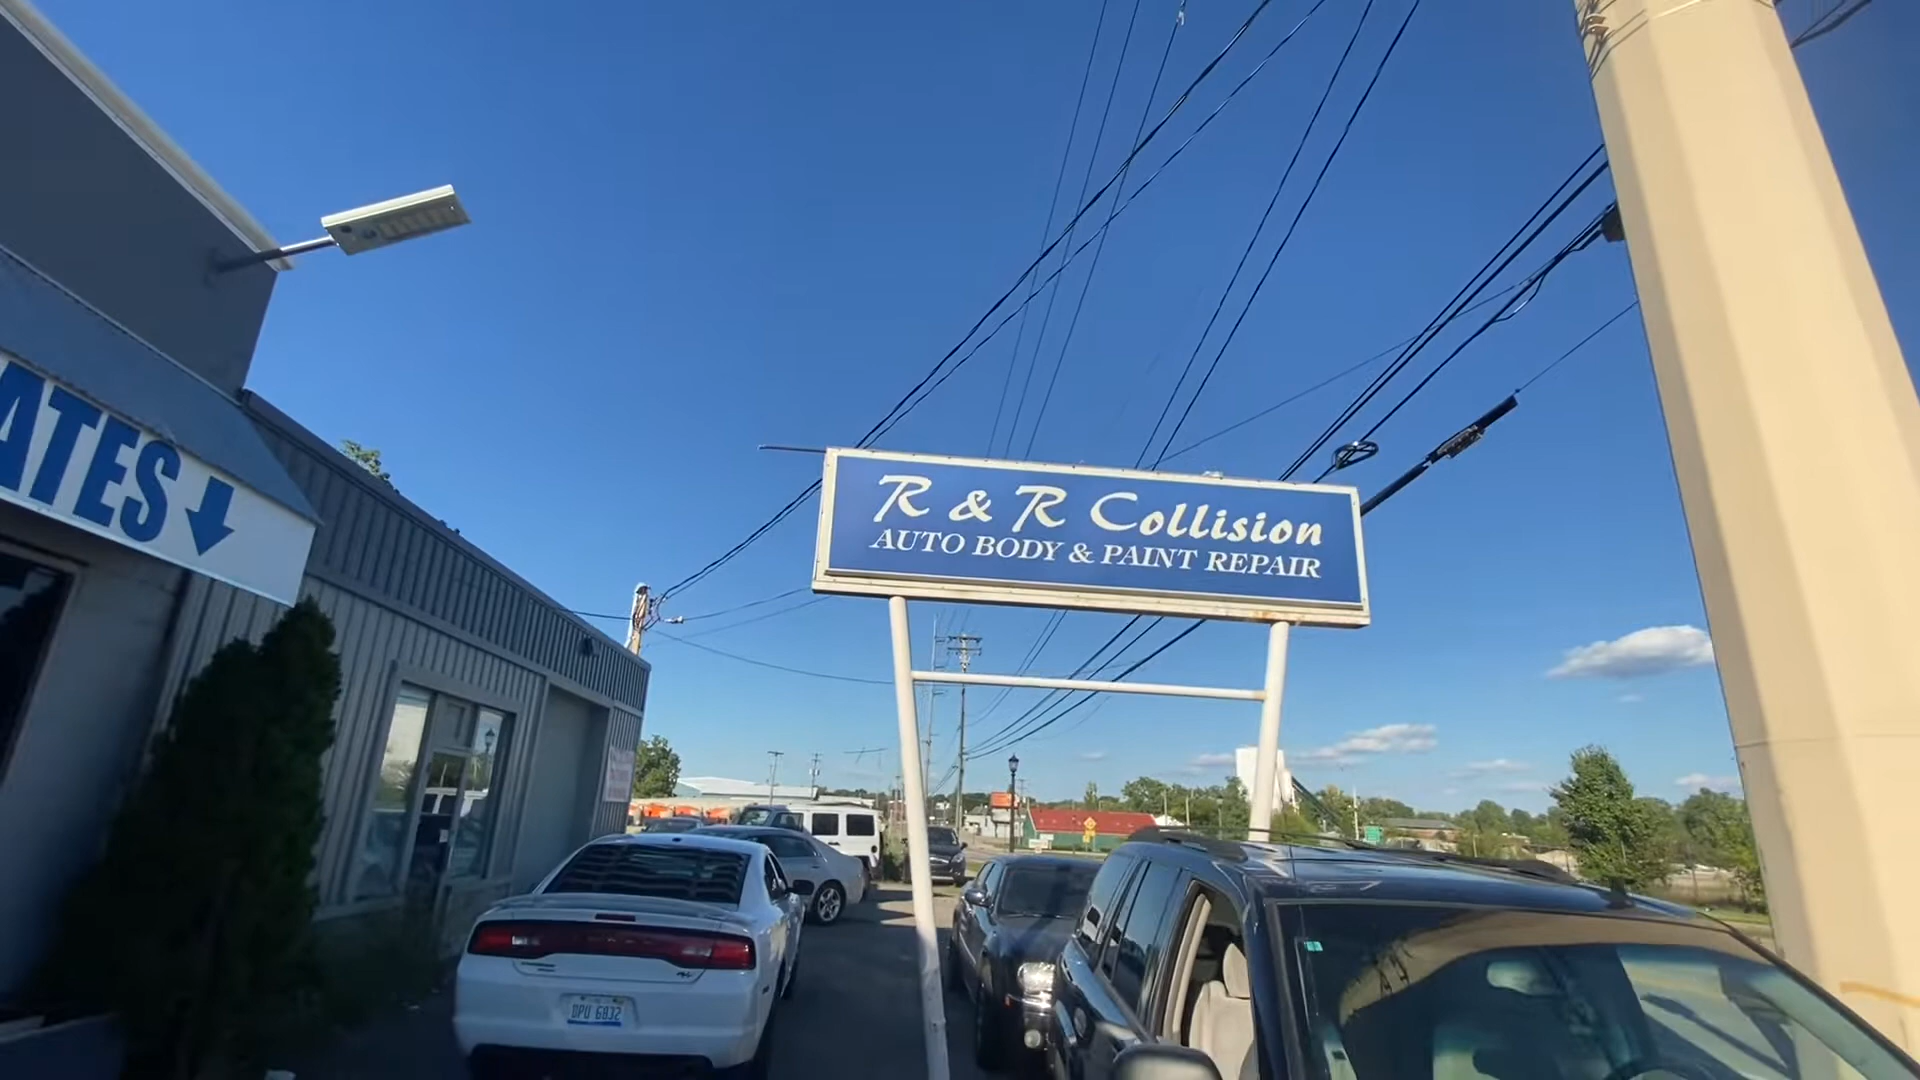 ATES
R & R Collision
AUTO BODY & PAINT REPAIR
DPU 6832